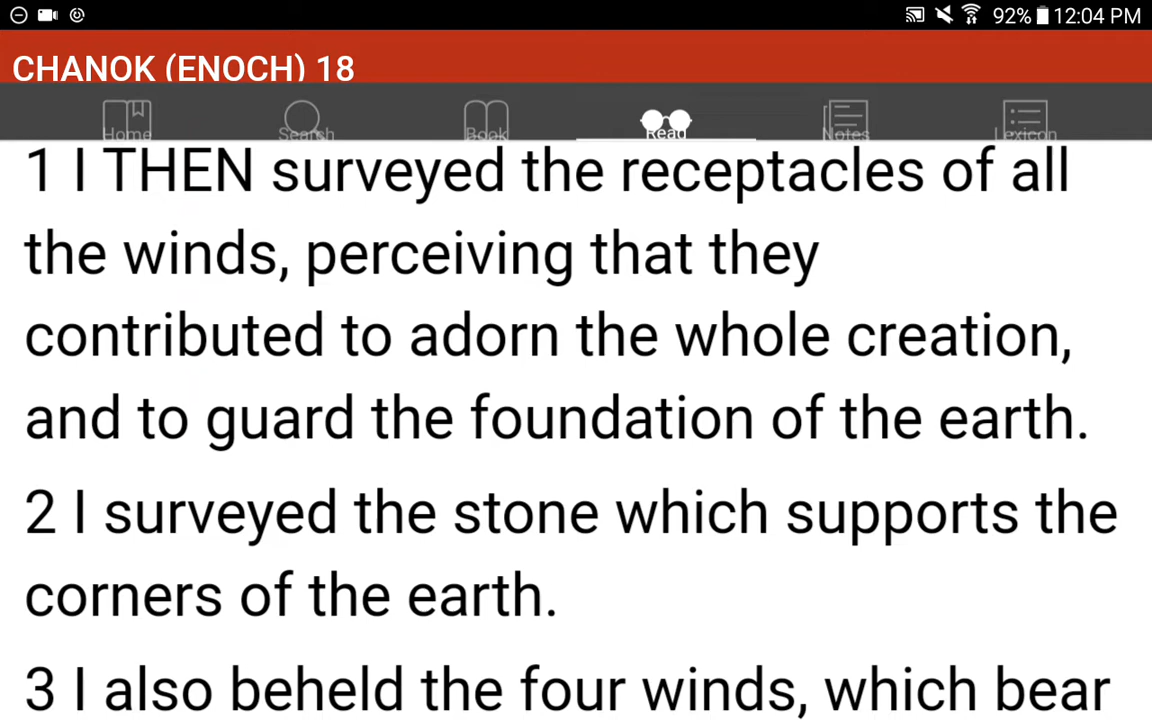 92% 12:04 PM
CHANOK (ENOCH) 18
Home Search Book Read Notes Lexicon
1 I THEN surveyed the receptacles of all
the winds, perceiving that they
contributed to adorn the whole creation,
and to guard the foundation of the earth.
2 I surveyed the stone which supports the
corners of the earth.
3 I also beheld the four winds, which bear